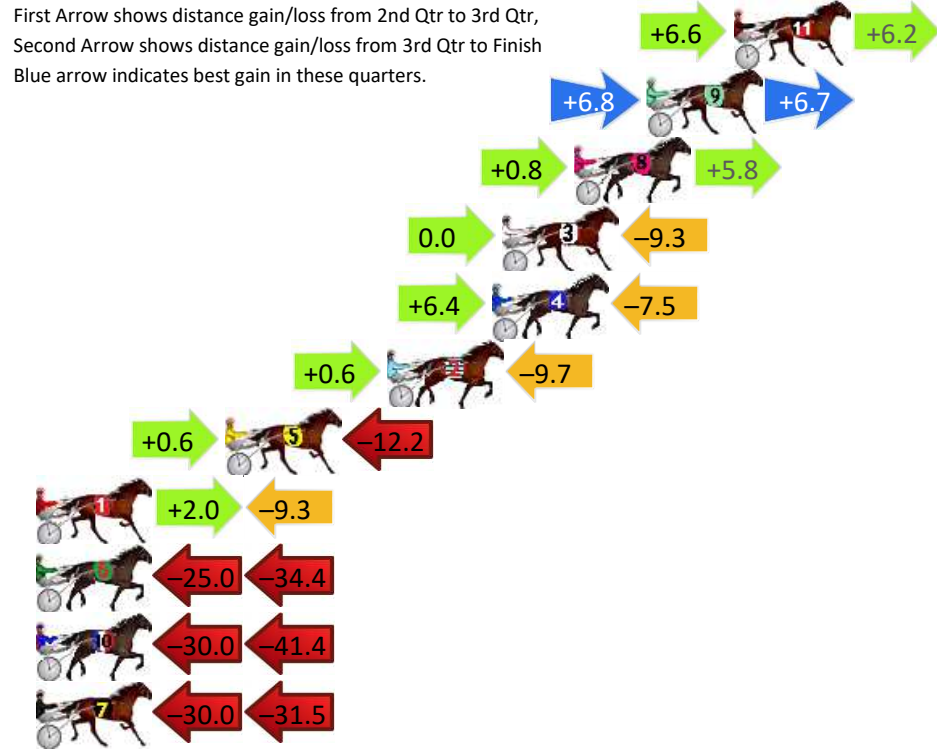 First Arrow shows distance gain/loss from 2nd Qtr to 3rd Qtr,
Second Arrow shows distance gain/loss from 3rd Qtr to Finish
Blue arrow indicates best gain in these quarters.
+6.6 11 +6.2
+6.8 9 +6.7
+0.8 8 +5.8
0.0 3 –9.3
+6.4 4 –7.5
+0.6 2 –9.7
+0.6 5 –12.2
1 +2.0 –9.3
6 –25.0 –34.4
10 –30.0 –41.4
7 –30.0 –31.5